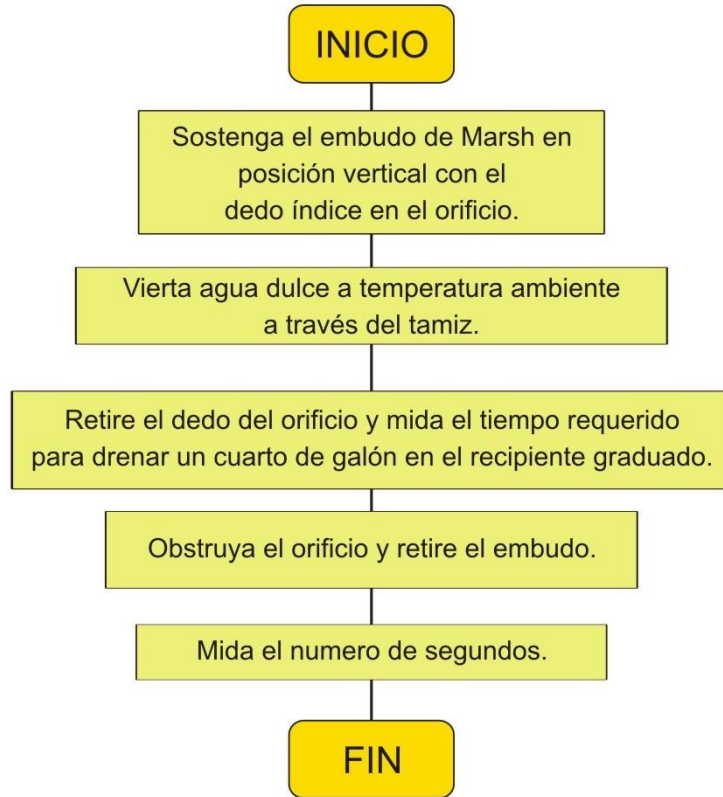 INICIO
Sostenga el embudo de Marsh en
posición vertical con el
dedo índice en el orificio.
Vierta agua dulce a temperatura ambiente
a través del tamiz.
Retire el dedo del orificio y mida el tiempo requerido
para drenar un cuarto de galón en el recipiente graduado.
Obstruya el orificio y retire el embudo.
Mida el numero de segundos.
FIN